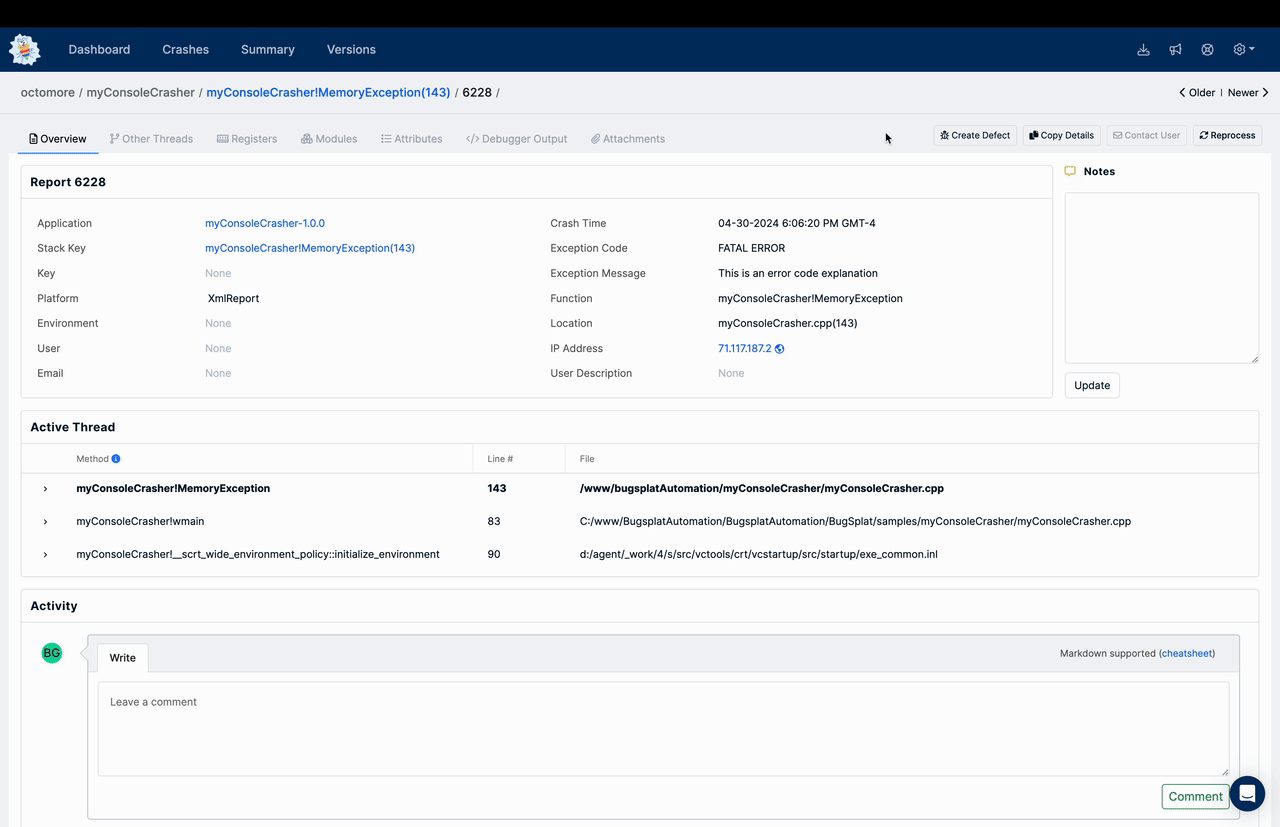 Dashboard Crashes Summary Versions
octomore / myConsoleCrasher / myConsoleCrasher!MemoryException(143) / 6228 / Older | Newer
Overview Other Threads Registers Modules Attributes </> Debugger Output Attachments Create Defect Copy Details Contact User Reprocess
Report 6228
Notes
Application myConsoleCrasher-1.0.0 Crash Time 04-30-2024 6:06:20 PM GMT-4
Stack Key myConsoleCrasher!MemoryException(143) Exception Code FATAL ERROR
Key None Exception Message This is an error code explanation
Platform XmlReport Function myConsoleCrasher!MemoryException
Environment None Location myConsoleCrasher.cpp(143)
User None IP Address 71.117.187.2
Email None User Description None
Update
Active Thread
Method Line # File
myConsoleCrasher!MemoryException 143 /www/bugsplatAutomation/myConsoleCrasher/myConsoleCrasher.cpp
myConsoleCrasher!wmain 83 C:/www/BugsplatAutomation/BugsplatAutomation/BugSplat/samples/myConsoleCrasher/myConsoleCrasher.cpp
myConsoleCrasher!__scrt_wide_environment_policy::initialize_environment 90 d:/agent/_work/4/s/src/vctools/crt/vcstartup/src/startup/exe_common.inl
Activity
BG
Write Markdown supported (cheatsheet)
Leave a comment
Comment